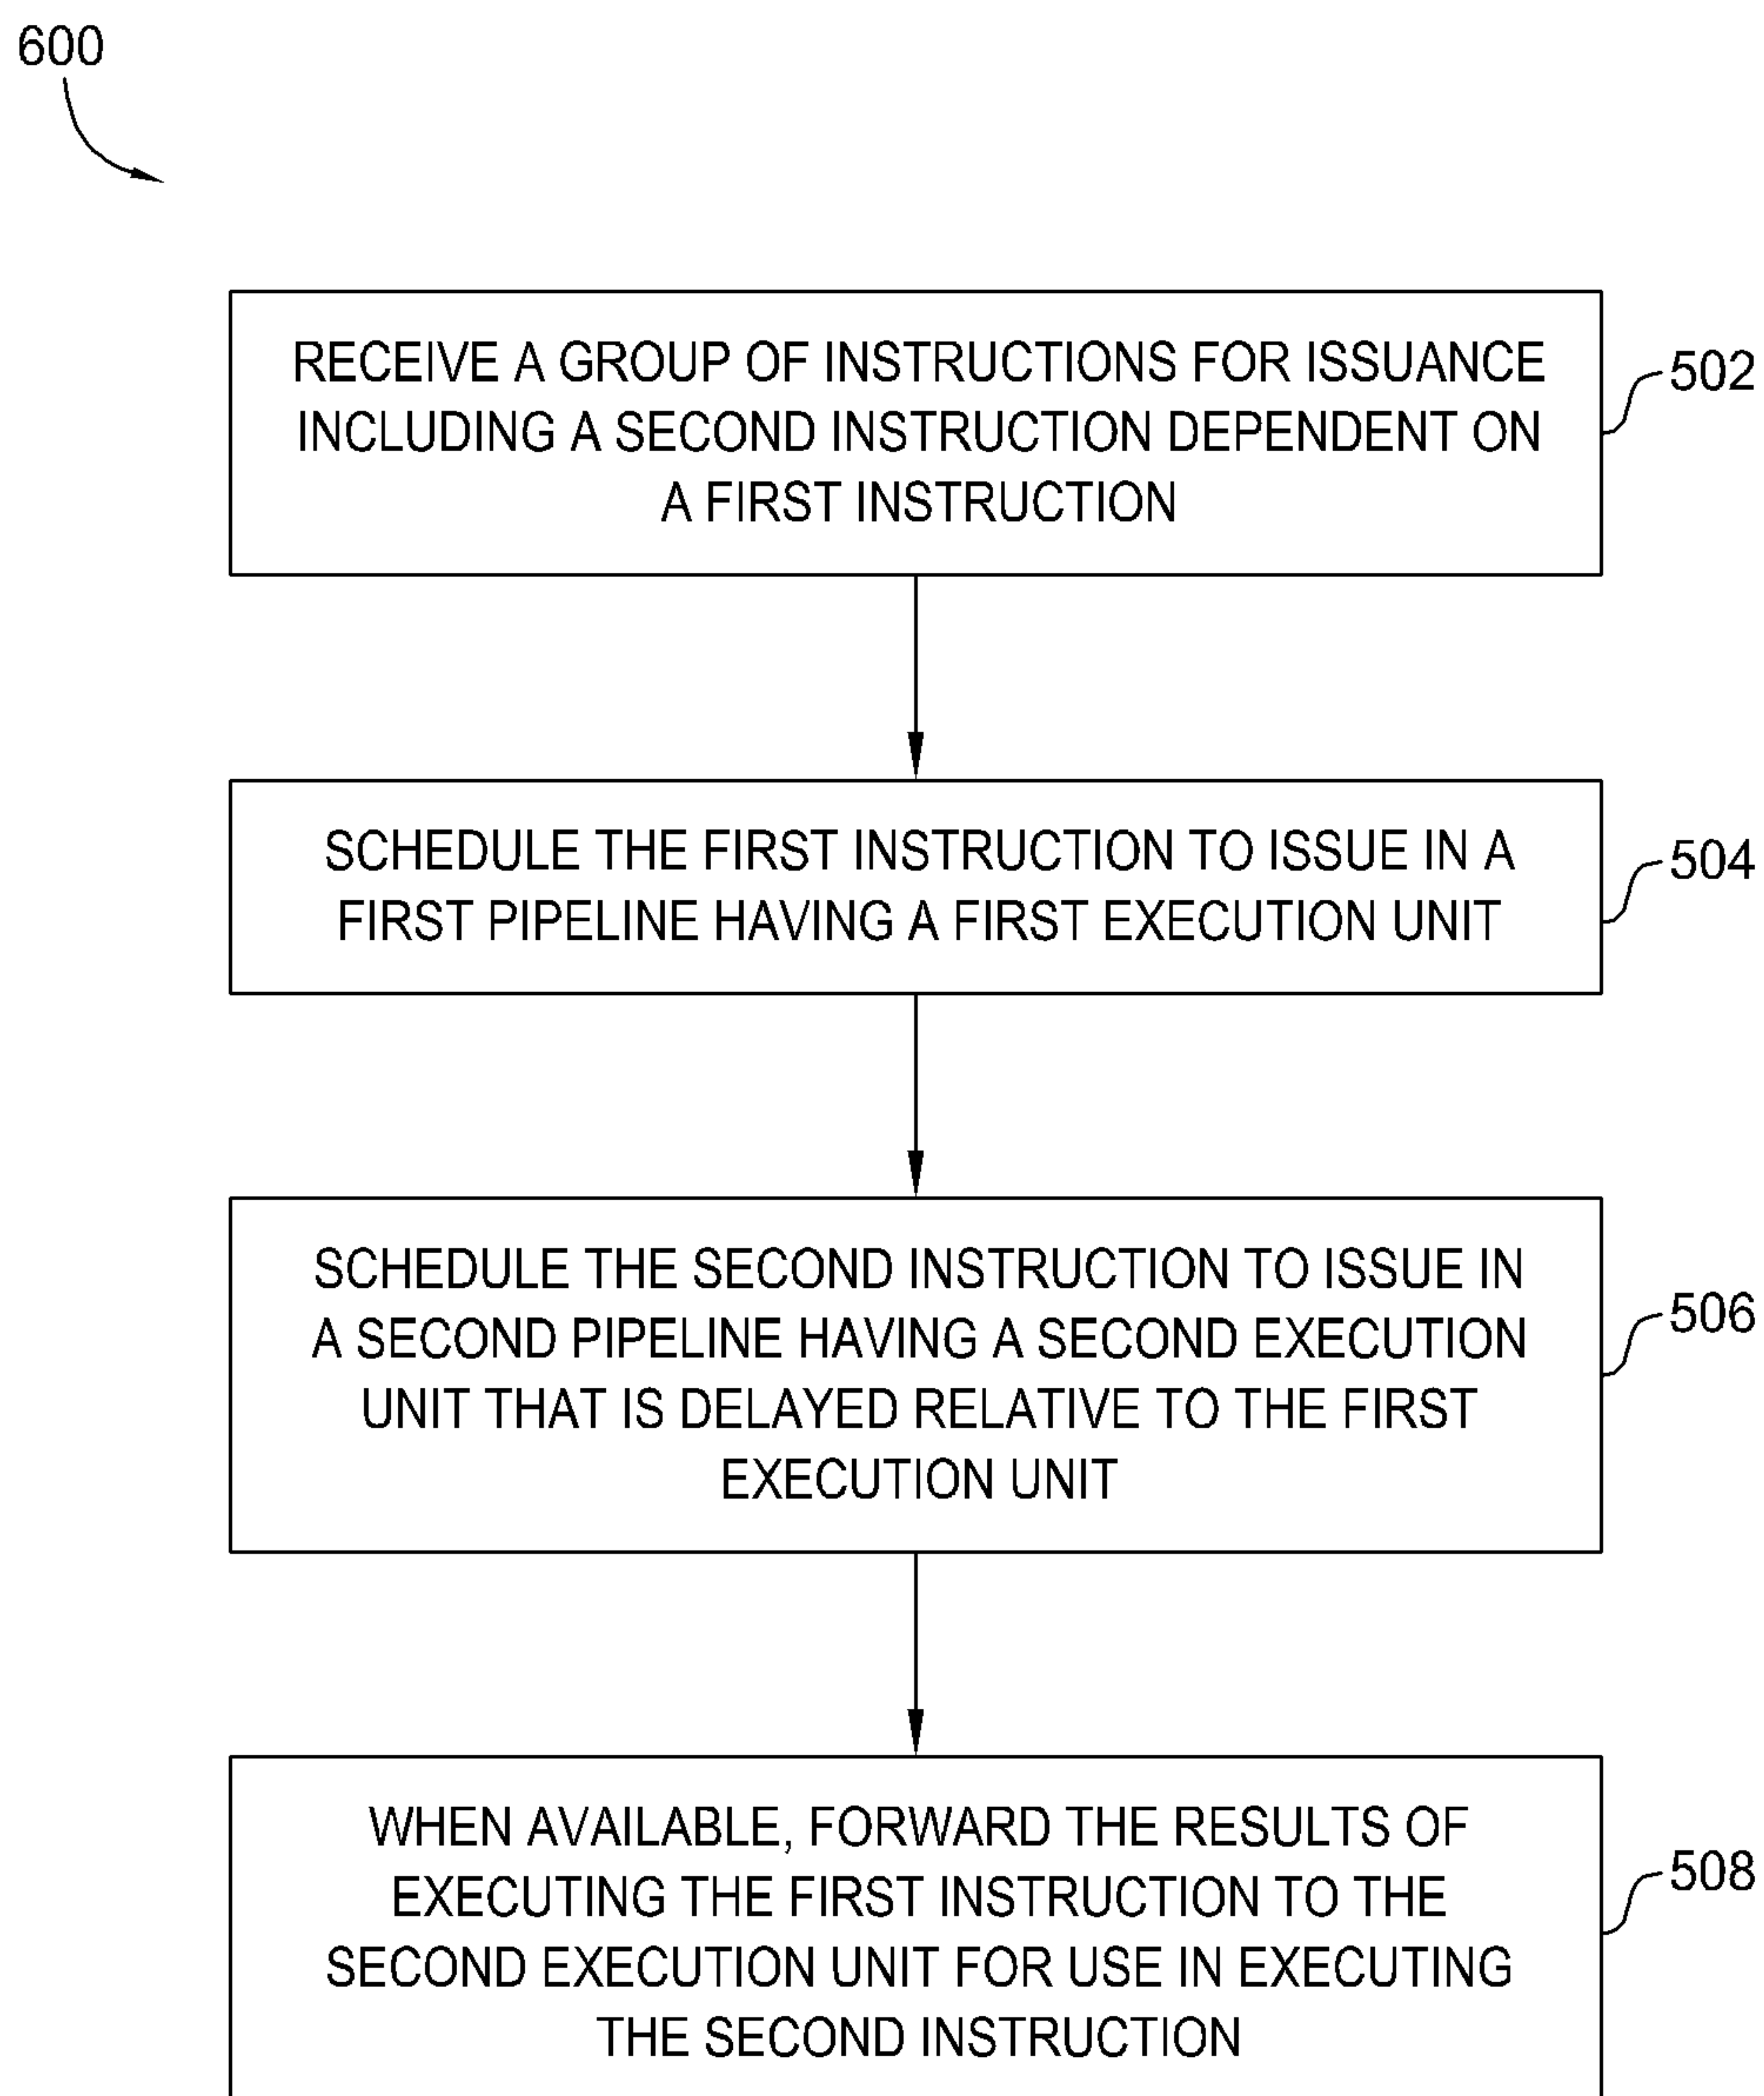 600
RECEIVE A GROUP OF INSTRUCTIONS FOR ISSUANCE
INCLUDING A SECOND INSTRUCTION DEPENDENT ON
A FIRST INSTRUCTION
502
SCHEDULE THE FIRST INSTRUCTION TO ISSUE IN A
FIRST PIPELINE HAVING A FIRST EXECUTION UNIT
504
SCHEDULE THE SECOND INSTRUCTION TO ISSUE IN
A SECOND PIPELINE HAVING A SECOND EXECUTION
UNIT THAT IS DELAYED RELATIVE TO THE FIRST
EXECUTION UNIT
506
WHEN AVAILABLE, FORWARD THE RESULTS OF
EXECUTING THE FIRST INSTRUCTION TO THE
SECOND EXECUTION UNIT FOR USE IN EXECUTING
THE SECOND INSTRUCTION
508